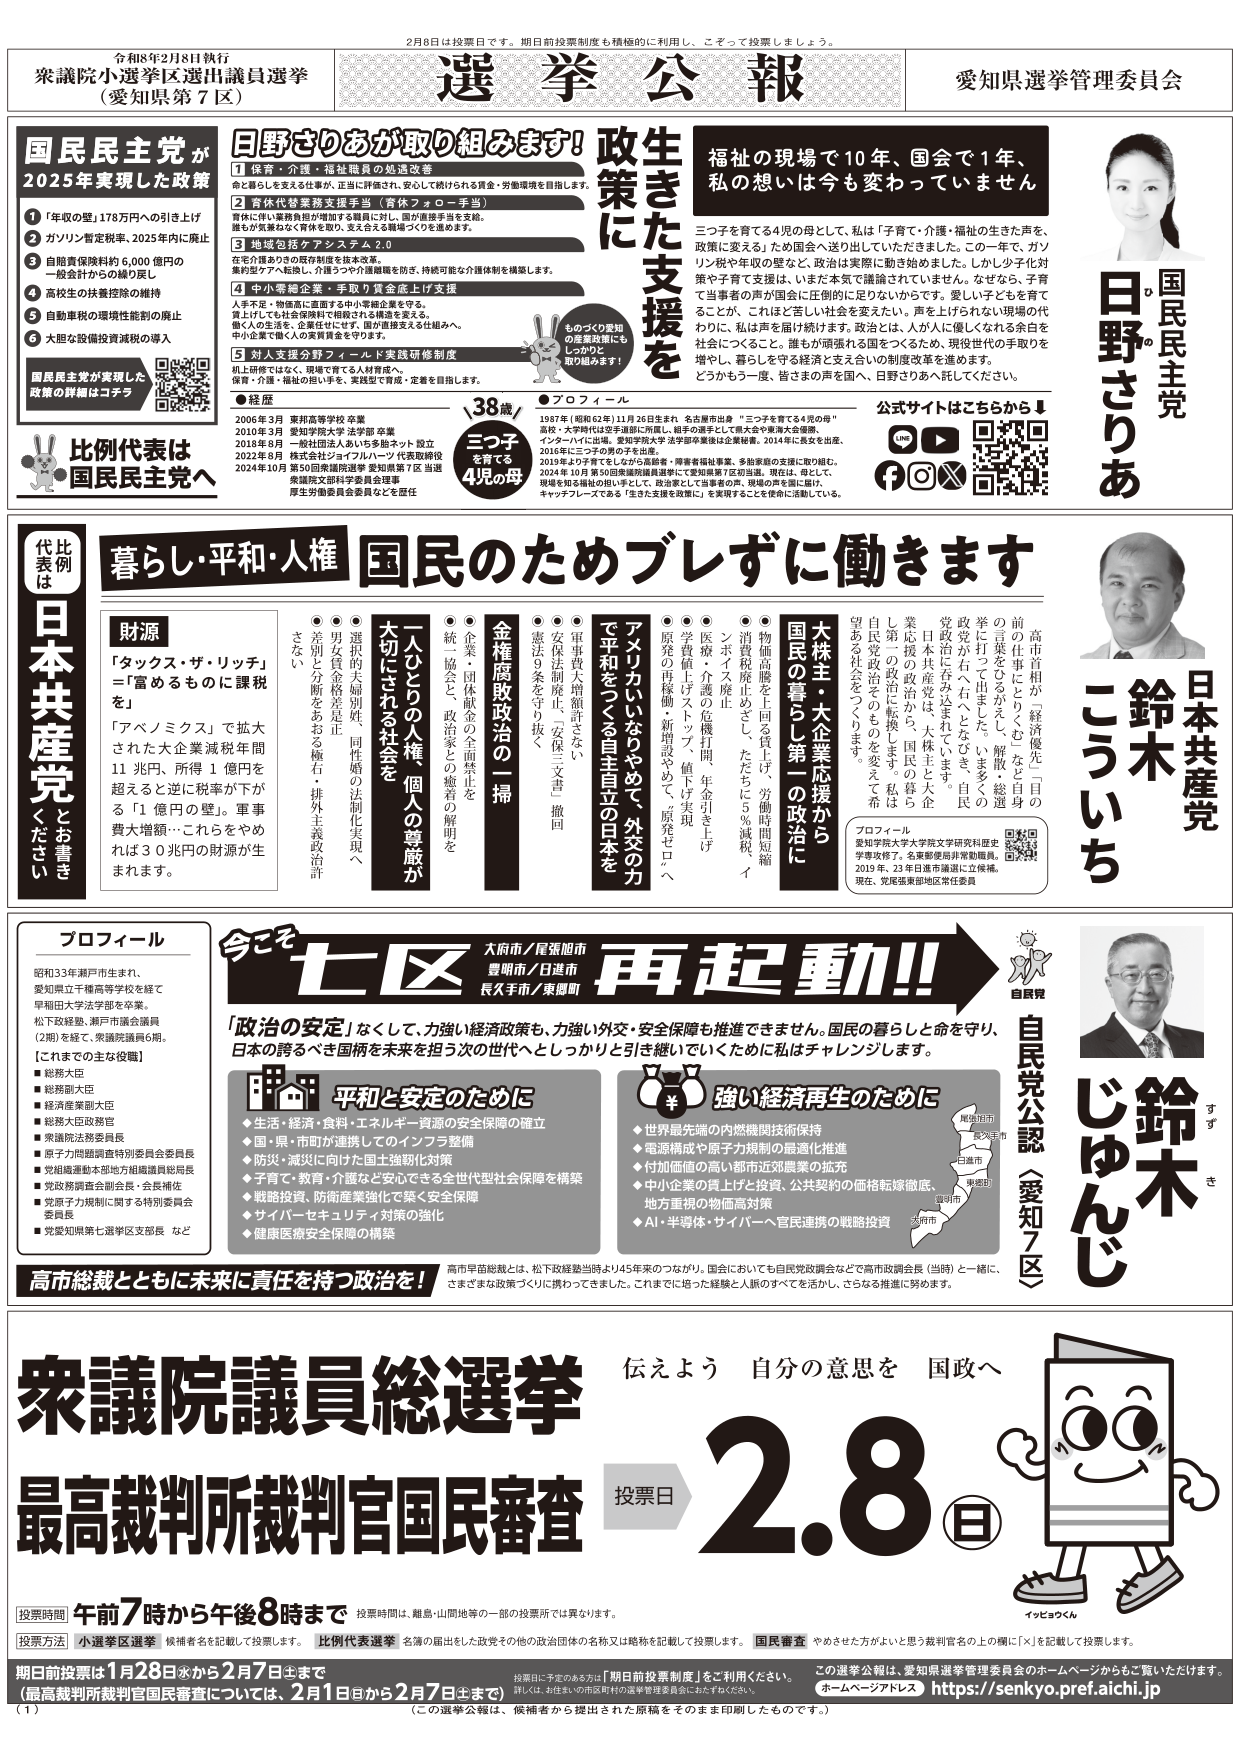 2月8日は投票日です。期日前投票制度も積極的に利用し、こぞって投票しましょう。
令和8年2月8日執行
衆議院小選挙区選出議員選挙
（愛知県第７区）
選挙公報
愛知県選挙管理委員会
国民民主党
日野さりあ
ひの
福祉の現場で10年、国会で1年、
私の想いは今も変わっていません
三つ子を育てる4児の母として、私は「子育て・介護・福祉の生きた声を、
政策に変える」ため国会へ送り出していただきました。この一年で、ガソ
リン税や年収の壁など、政治は実際に動き始めました。しかし少子化対
策や子育て支援は、いまだ本気で議論されていません。なぜなら、子育
て当事者の声が国会に圧倒的に足りないからです。愛しい子どもを育て
ることが、これほど苦しい社会を変えたい。声を上げられない現場の代
わりに、私は声を届け続けます。政治とは、人が人に優しくなれる余白を
社会につくること。誰もが頑張れる国をつくるため、現役世代の手取りを
増やし、暮らしを守る経済と支え合いの制度改革を進めます。
どうかもう一度、皆さまの声を国へ、日野さりあへ託してください。
生きた支援を
政策に
日野さりあが取り組みます！
1 保育・介護・福祉職員の処遇改善
命と暮らしを支える仕事が、正当に評価され、安心して続けられる賃金・労働環境を目指します。
2 育休代替業務支援手当（育休フォロー手当）
育休に伴い業務負担が増加する職員に対し、国が直接手当を支給。
誰もが気兼ねなく育休を取り、支え合える職場づくりを進めます。
3 地域包括ケアシステム 2.0
在宅介護ありきの既存制度を抜本改革。
集約型ケアへ転換し、介護うつや介護離職を防ぎ、持続可能な介護体制を構築します。
4 中小零細企業・手取り賃金底上げ支援
人手不足・物価高に直面する中小零細企業を守る。
賃上げしても社会保険料で相殺される構造を変える。
働く人の生活を、企業任せにせず、国が直接支える仕組みへ。
中小企業で働く人の実質賃金を守ります。
5 対人支援分野フィールド実践研修制度
机上研修ではなく、現場で育てる人材育成へ。
保育・介護・福祉の担い手を、実践型で育成・定着を目指します。
ものづくり愛知
の産業政策にも
しっかりと
取り組みます！
国民民主党が
2025年実現した政策
1 「年収の壁」178万円への引き上げ
2 ガソリン暫定税率、2025年内に廃止
3 自賠責保険料約6,000億円の
一般会計からの繰り戻し
4 高校生の扶養控除の維持
5 自動車税の環境性能割の廃止
6 大胆な設備投資減税の導入
国民民主党が実現した
政策の詳細はコチラ
比例代表は
国民民主党へ
●経歴
2006年3月 東邦高等学校 卒業
2010年3月 愛知学院大学 法学部 卒業
2018年8月 一般社団法人あいち多胎ネット 設立
2022年8月 株式会社ジョイフルハーツ 代表取締役
2024年10月 第50回衆議院選挙 愛知県第7区 当選
衆議院文部科学委員会理事
厚生労働委員会委員などを歴任
38歳
三つ子
を育てる
4児の母
●プロフィール
1987年（昭和62年）11月26日生まれ 名古屋市出身 “三つ子を育てる4児の母”
高校・大学時代は空手道部に所属し、組手の選手として県大会や東海大会優勝、
インターハイに出場。愛知学院大学 法学部卒業後は企業秘書。2014年に長女を出産、
2016年に三つ子の男の子を出産。
2019年より子育てをしながら高齢者・障害者福祉事業、多胎家庭の支援に取り組む。
2024年10月 第50回衆議院議員選挙にて愛知県第7区初当選。現在は、母として、
現場を知る福祉の担い手として、政治家として当事者の声、現場の声を国に届け、
キャッチフレーズである「生きた支援を政策に」を実現することを使命に活動している。
公式サイトはこちらから⬇
LINE
日本共産党
鈴木
こういち
暮らし・平和・人権
国民のためブレずに働きます
高市首相が「経済優先」「目の
前の仕事にとりくむ」など自身
の言葉をひるがえし、解散・総選
挙に打って出ました。いま多くの
政党が右へ右へとなびき、自民
党政治に呑み込まれています。
日本共産党は、大株主と大企
業応援の政治から、国民の暮ら
し第一の政治に転換します。私は
自民党政治そのものを変えて希
望ある社会をつくります。
プロフィール
愛知学院大学大学院文学研究科歴史
学専攻修了。名東郵便局非常勤職員。
2019年、23年日進市議選に立候補。
現在、党尾張東部地区常任委員
大株主・大企業応援から
国民の暮らし第一の政治に
●物価高騰を上回る賃上げ、労働時間短縮
●消費税廃止めざし、ただちに5％減税、イ
ンボイス廃止
●医療・介護の危機打開、年金引き上げ
●学費値上げストップ、値下げ実現
●原発の再稼働・新増設やめて、“原発ゼロ”へ
アメリカいいなりやめて、外交の力
で平和をつくる自主自立の日本を
●軍事費大増額許さない
●安保法制廃止、「安保三文書」撤回
●憲法９条を守り抜く
金権腐敗政治の一掃
●企業・団体献金の全面禁止を
●統一協会と、政治家との癒着の解明を
一人ひとりの人権、個人の尊厳が
大切にされる社会を
●選択的夫婦別姓、同性婚の法制化実現へ
●男女賃金格差是正
●差別と分断をあおる極右・排外主義政治許
さない
財源
「タックス・ザ・リッチ」
＝「富めるものに課税
を」
「アベノミクス」で拡大
された大企業減税年間
11兆円、所得1億円を
超えると逆に税率が下が
る「1億円の壁」。軍事
費大増額…これらをやめ
れば３０兆円の財源が生
まれます。
比例
代表は
日本共産党とお書きください
自民党
自民党公認〈愛知7区〉
鈴木
すずき
じゅんじ
今こそ
七区
大府市／尾張旭市
豊明市／日進市
長久手市／東郷町
再起動!!
「政治の安定」なくして、力強い経済政策も、力強い外交・安全保障も推進できません。国民の暮らしと命を守り、
日本の誇るべき国柄を未来を担う次の世代へとしっかりと引き継いでいくために私はチャレンジします。
平和と安定のために
◆生活・経済・食料・エネルギー資源の安全保障の確立
◆国・県・市町が連携してのインフラ整備
◆防災・減災に向けた国土強靱化対策
◆子育て・教育・介護など安心できる全世代型社会保障を構築
◆戦略投資、防衛産業強化で築く安全保障
◆サイバーセキュリティ対策の強化
◆健康医療安全保障の構築
¥
強い経済再生のために
◆世界最先端の内燃機関技術保持
◆電源構成や原子力規制の最適化推進
◆付加価値の高い都市近郊農業の拡充
◆中小企業の賃上げと投資、公共契約の価格転嫁徹底、
地方重視の物価高対策
◆AI・半導体・サイバーへ官民連携の戦略投資
尾張旭市
長久手市
日進市
東郷町
豊明市
大府市
プロフィール
昭和33年瀬戸市生まれ、
愛知県立千種高等学校を経て
早稲田大学法学部を卒業。
松下政経塾、瀬戸市議会議員
（2期）を経て、衆議院議員6期。
【これまでの主な役職】
■ 総務大臣
■ 総務副大臣
■ 経済産業副大臣
■ 総務大臣政務官
■ 衆議院法務委員長
■ 原子力問題調査特別委員会委員長
■ 党組織運動本部地方組織議員総局長
■ 党政務調査会副会長・会長補佐
■ 党原子力規制に関する特別委員会
委員長
■ 党愛知県第七選挙区支部長 など
高市総裁とともに未来に責任を持つ政治を！
高市早苗総裁とは、松下政経塾当時より45年来のつながり。国会においても自民党政調会などで高市政調会長（当時）と一緒に、
さまざまな政策づくりに携わってきました。これまでに培った経験と人脈のすべてを活かし、さらなる推進に努めます。
衆議院議員総選挙
最高裁判所裁判官国民審査
伝えよう 自分の意思を 国政へ
投票日
2.8㊐
イッピョウくん
投票時間 午前7時から午後8時まで 投票時間は、離島・山間地等の一部の投票所では異なります。
投票方法 小選挙区選挙 候補者名を記載して投票します。 比例代表選挙 名簿の届出をした政党その他の政治団体の名称又は略称を記載して投票します。 国民審査 やめさせた方がよいと思う裁判官名の上の欄に「×」を記載して投票します。
期日前投票は1月28日㊌から2月7日㊏まで
（最高裁判所裁判官国民審査については、2月1日㊐から2月7日㊏まで）
投票日に予定のある方は「期日前投票制度」をご利用ください。
詳しくは、お住まいの市区町村の選挙管理委員会におたずねください。
この選挙公報は、愛知県選挙管理委員会のホームページからもご覧いただけます。
ホームページアドレス https://senkyo.pref.aichi.jp
（1）
（この選挙公報は、候補者から提出された原稿をそのまま印刷したものです。）